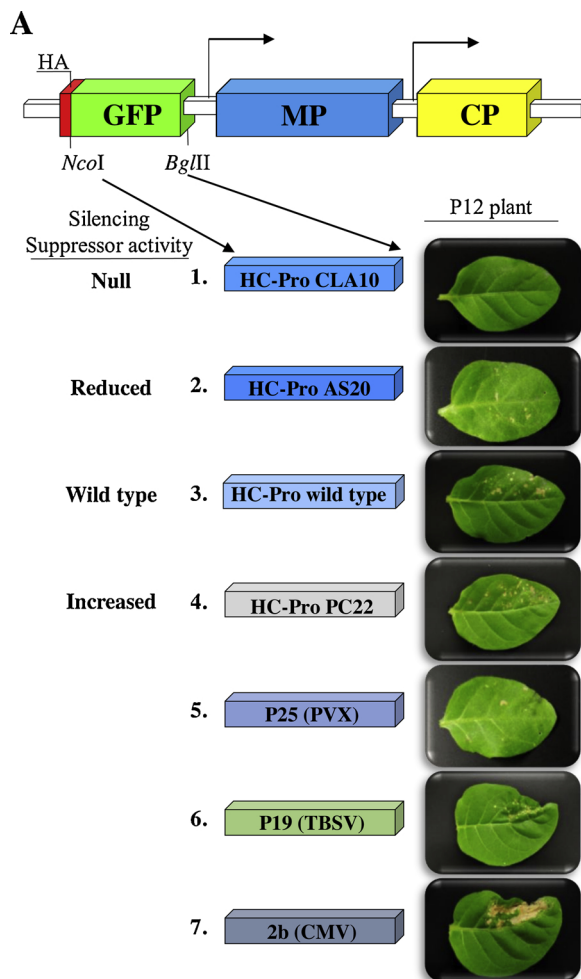 A
HA
GFP
MP
CP
NcoI
BglII
Silencing
Suppressor activity
P12 plant
Null
1.
HC-Pro CLA10
Reduced
2.
HC-Pro AS20
Wild type
3.
HC-Pro wild type
Increased
4.
HC-Pro PC22
5.
P25 (PVX)
6.
P19 (TBSV)
7.
2b (CMV)